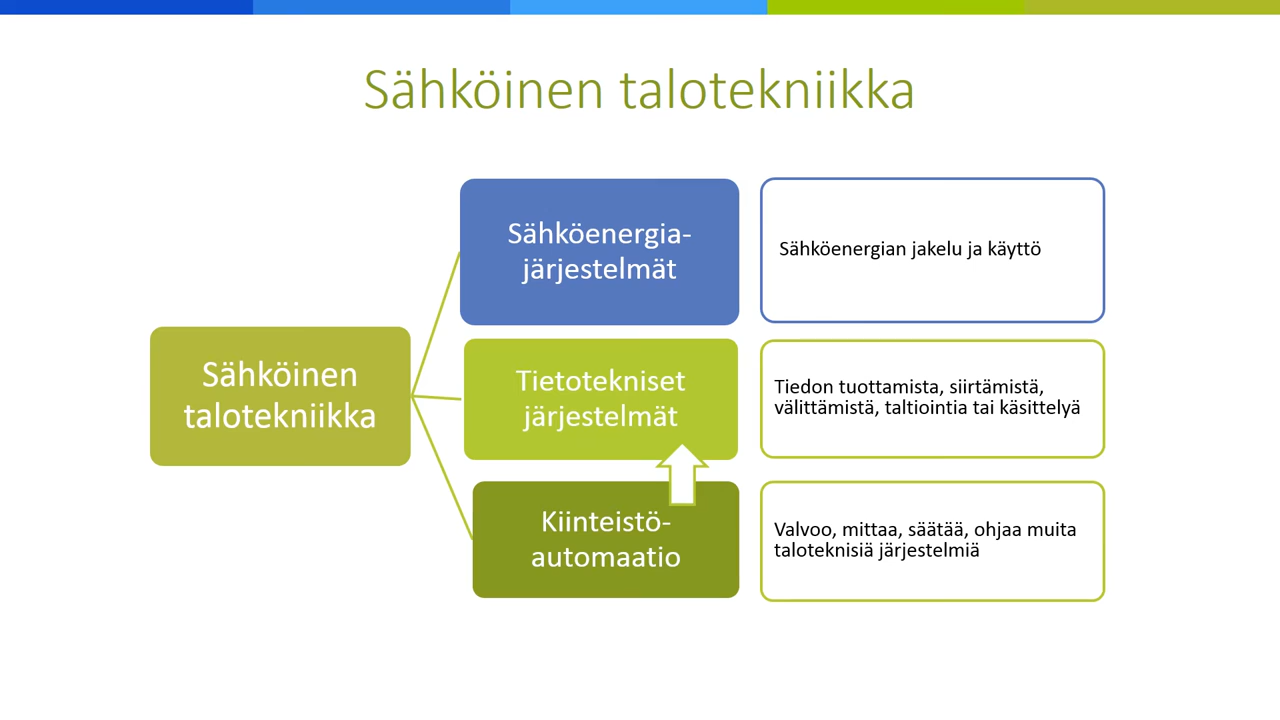 Sähköinen talotekniikka
Sähköinen
talotekniikka
Sähköenergia-
järjestelmät
Sähköenergian jakelu ja käyttö
Tietotekniset
järjestelmät
Tiedon tuottamista, siirtämistä,
välittämistä, taltiointia tai käsittelyä
Kiinteistö-
automaatio
Valvoo, mittaa, säätää, ohjaa muita
taloteknisiä järjestelmiä